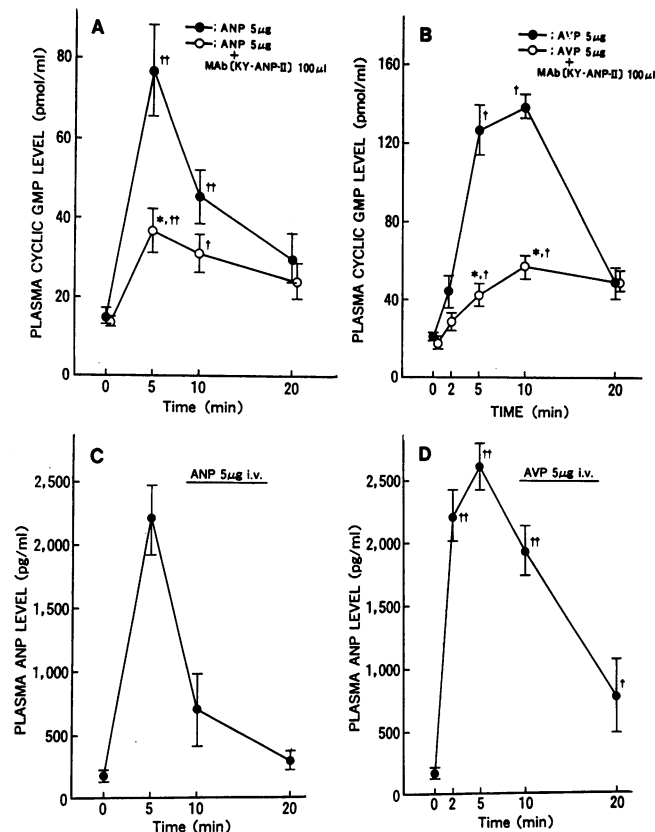 A
● ; ANP 5μg
○ ; ANP 5μg
+
MAb[KY-ANP-II] 100μl
PLASMA CYCLIC GMP LEVEL (pmol/ml)
80
60
40
20
0
††
††
*,††
†
0 5 10 20
Time (min)
B
● ; AVP 5μg
○ ; AVP 5μg
+
MAb[KY-ANP-II] 100μl
PLASMA CYCLIC GMP LEVEL (pmol/ml)
160
120
80
40
0
†
†
*,†
*,†
0 2 5 10 20
TIME (min)
C
ANP 5μg i.v.
PLASMA ANP LEVEL (pg/ml)
2,500
2,000
1,500
1,000
500
0
0 5 10 20
Time (min)
D
AVP 5μg i.v.
PLASMA ANP LEVEL (pg/ml)
2,500
2,000
1,500
1,000
500
0
††
††
††
†
0 2 5 10 20
Time (min)